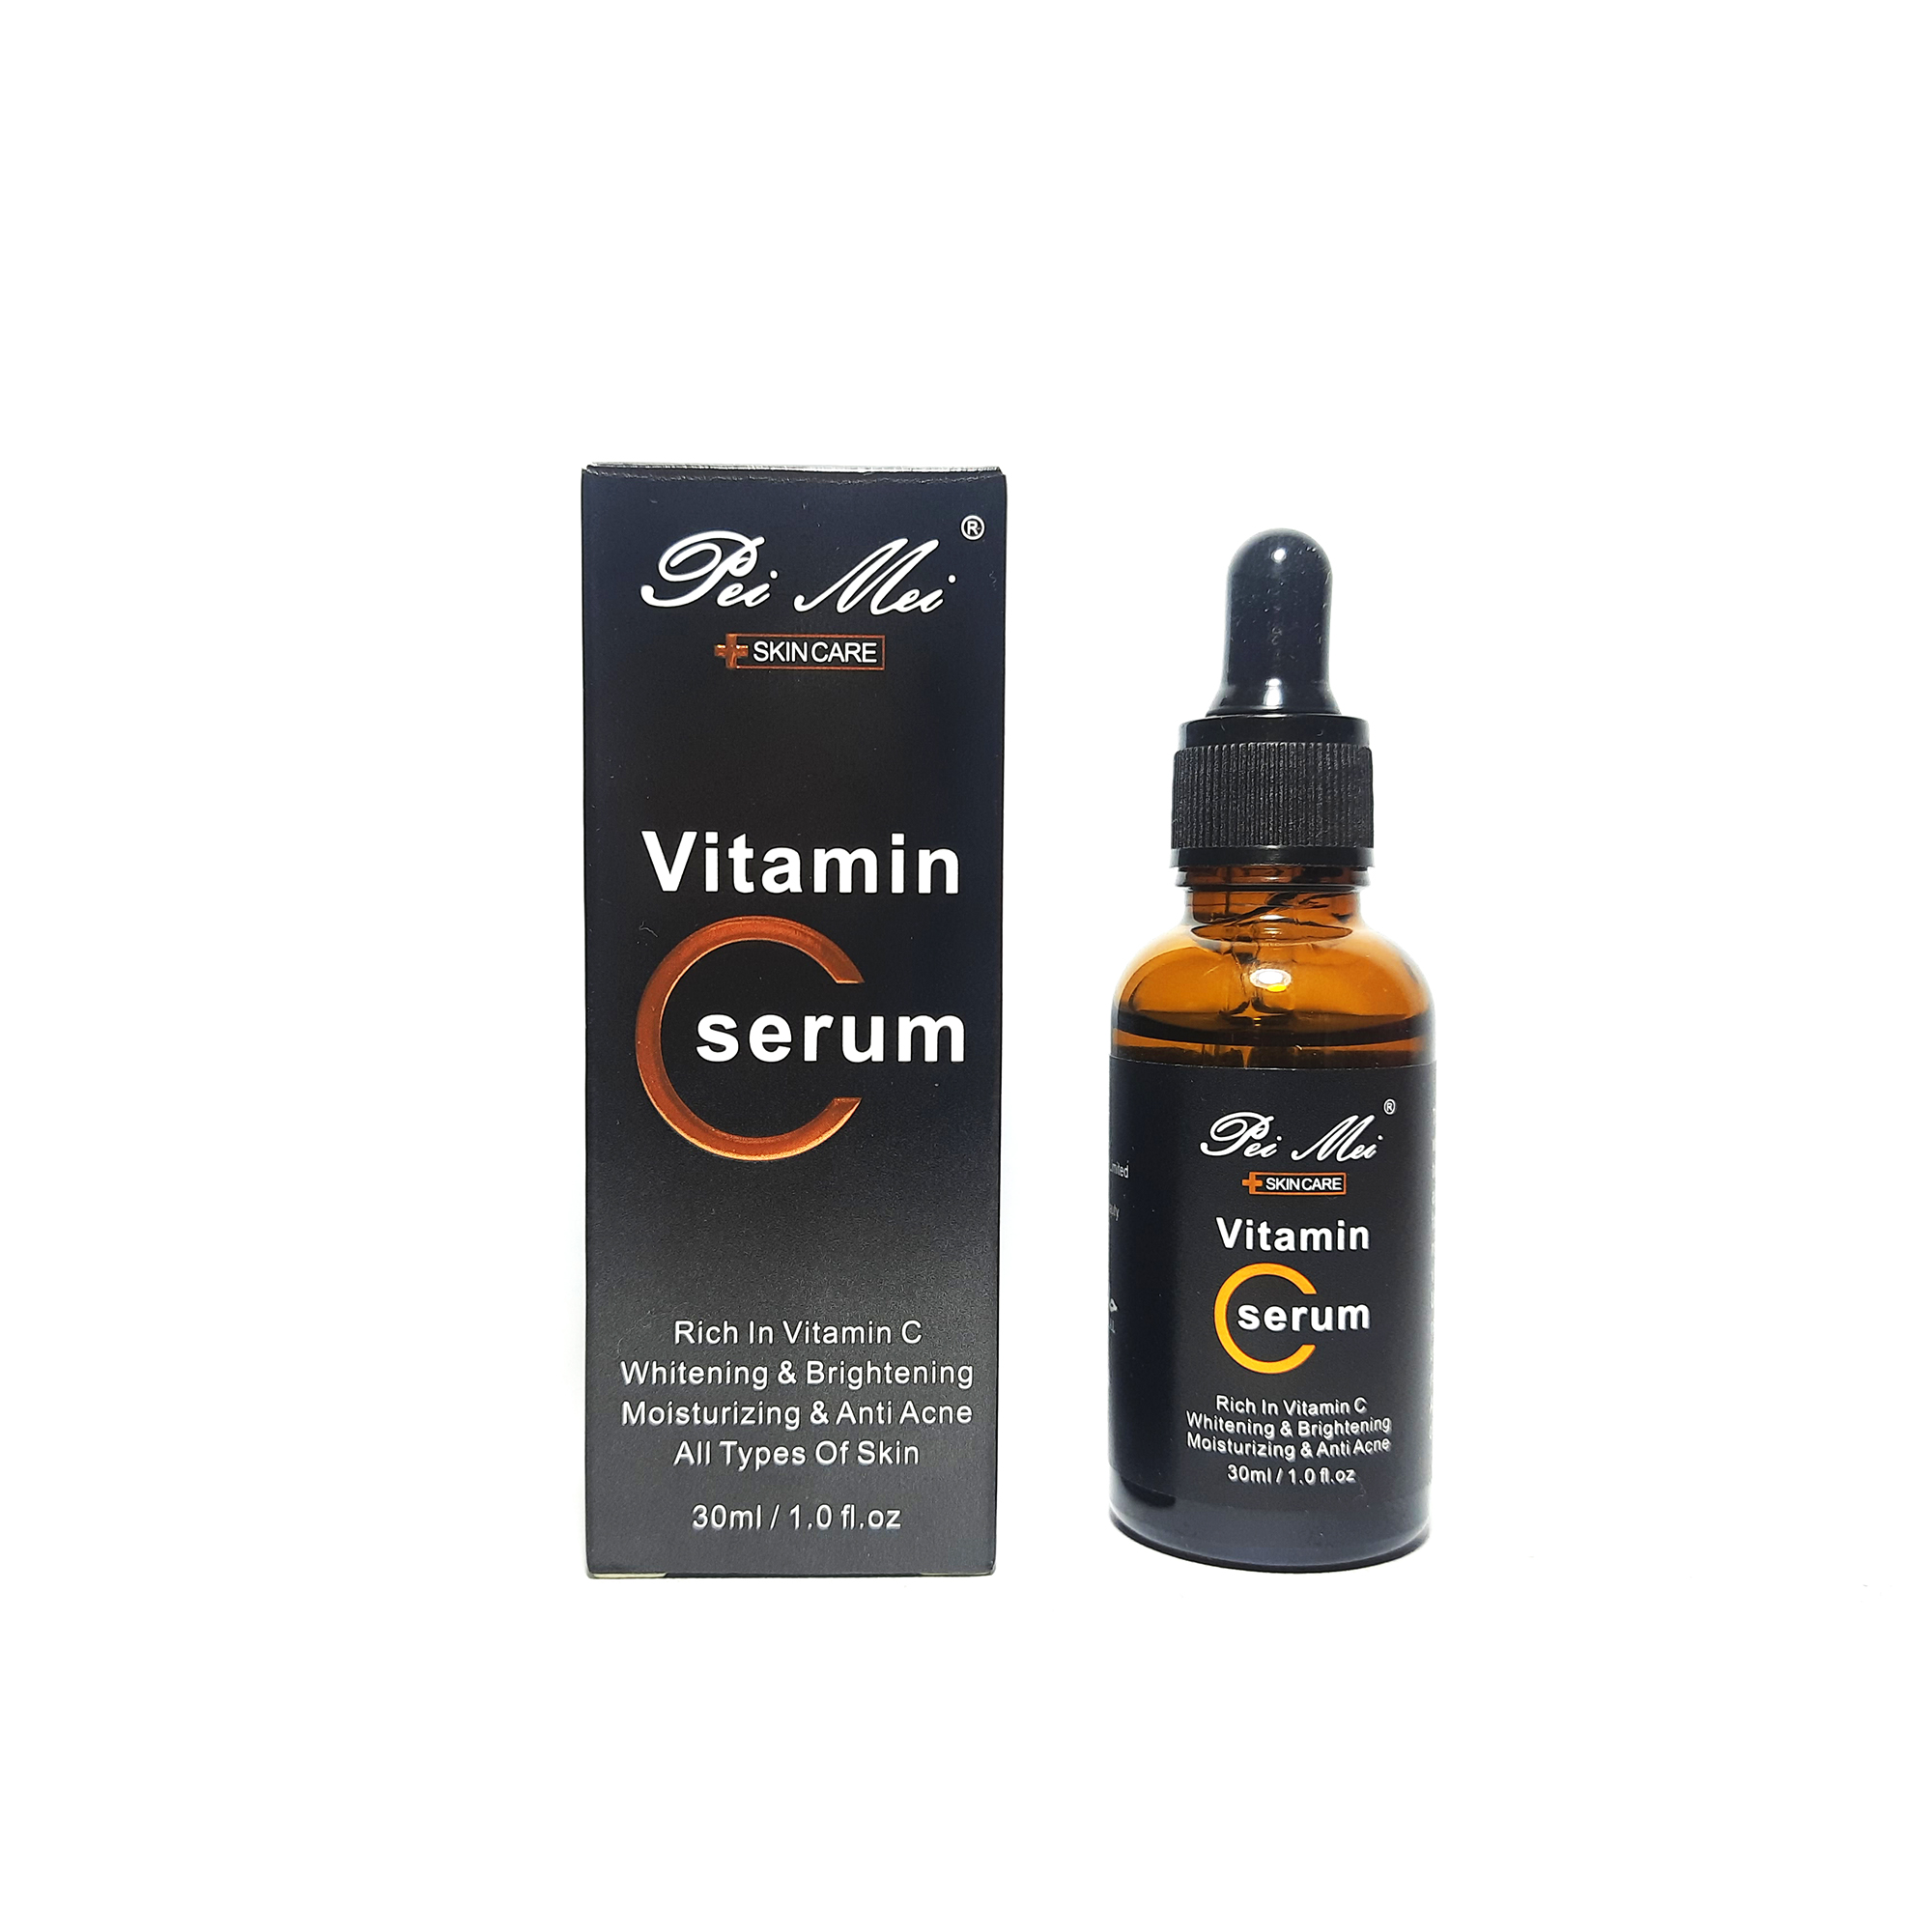 Pei Mei ®
SKIN CARE
Vitamin
C
serum
Rich In Vitamin C
Whitening & Brightening
Moisturizing & Anti Acne
All Types Of Skin
30ml / 1.0 fl.oz
Pei Mei ®
SKIN CARE
Vitamin
C
serum
Rich In Vitamin C
Whitening & Brightening
Moisturizing & Anti Acne
30ml / 1.0 fl.oz